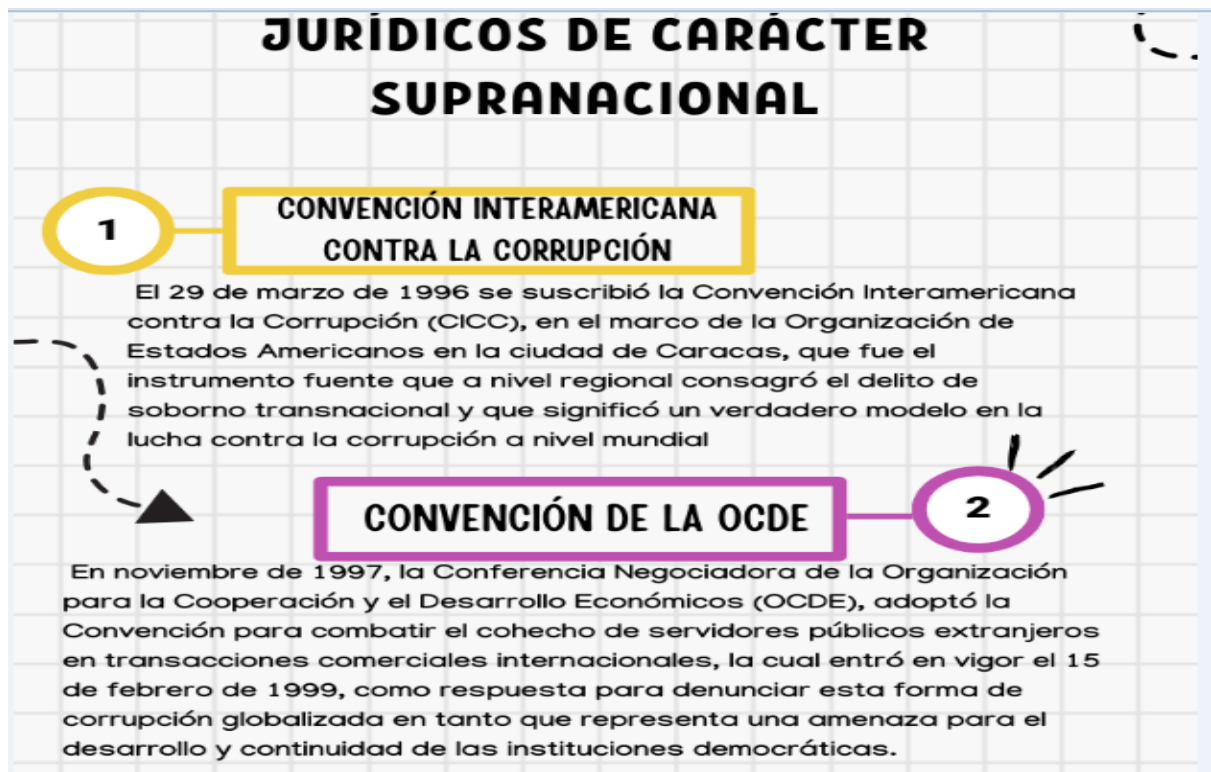 JURÍDICOS DE CARÁCTER
SUPRANACIONAL
1
CONVENCIÓN INTERAMERICANA
CONTRA LA CORRUPCIÓN
El 29 de marzo de 1996 se suscribió la Convención Interamericana
contra la Corrupción (CICC), en el marco de la Organización de
Estados Americanos en la ciudad de Caracas, que fue el
instrumento fuente que a nivel regional consagró el delito de
soborno transnacional y que significó un verdadero modelo en la
lucha contra la corrupción a nivel mundial
CONVENCIÓN DE LA OCDE
2
En noviembre de 1997, la Conferencia Negociadora de la Organización
para la Cooperación y el Desarrollo Económicos (OCDE), adoptó la
Convención para combatir el cohecho de servidores públicos extranjeros
en transacciones comerciales internacionales, la cual entró en vigor el 15
de febrero de 1999, como respuesta para denunciar esta forma de
corrupción globalizada en tanto que representa una amenaza para el
desarrollo y continuidad de las instituciones democráticas.